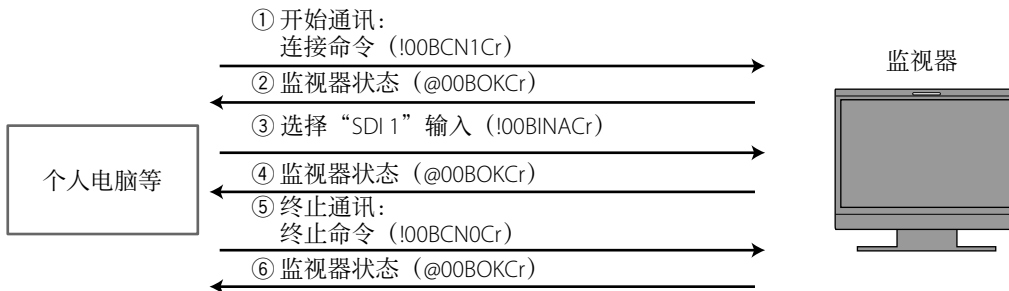 ① 开始通讯：
连接命令（!00BCN1Cr）
② 监视器状态（@00BOKCr）
③ 选择“SDI 1”输入（!00BINACr）
④ 监视器状态（@00BOKCr）
⑤ 终止通讯：
终止命令（!00BCN0Cr）
⑥ 监视器状态（@00BOKCr）
个人电脑等
监视器